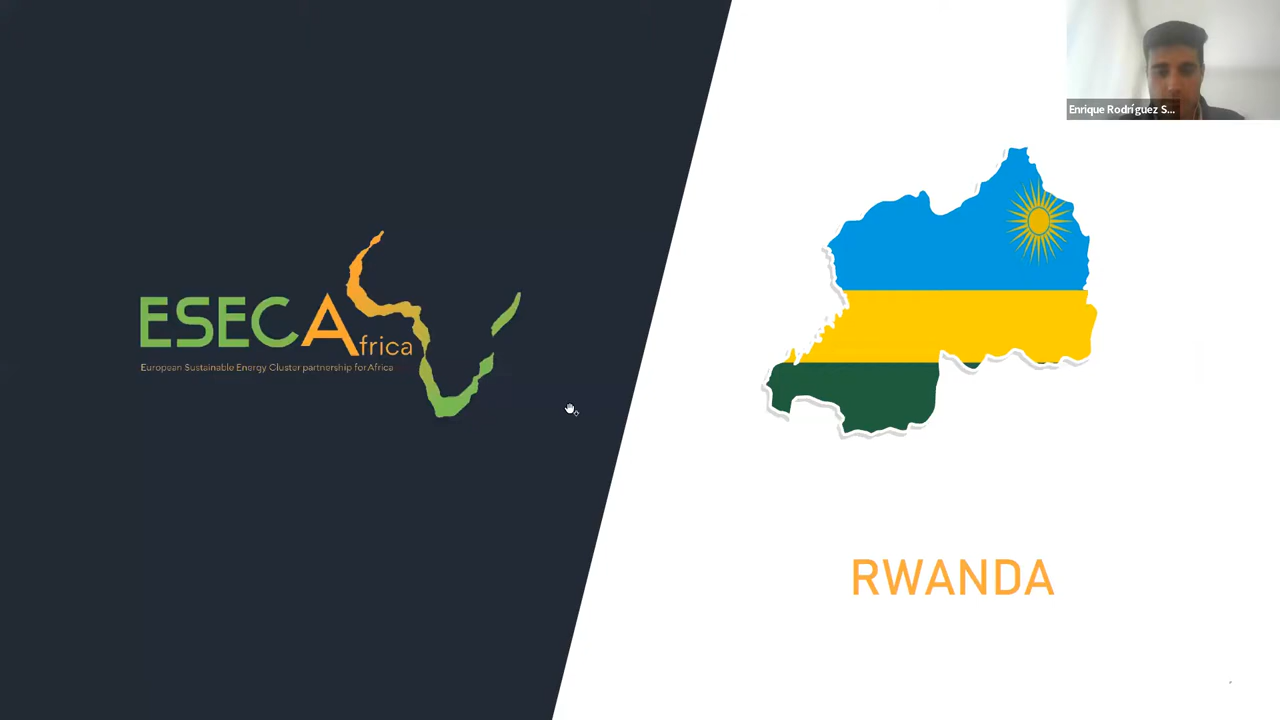 Enrique Rodríguez S...
ESECAfrica
European Sustainable Energy Cluster partnership for Africa
RWANDA